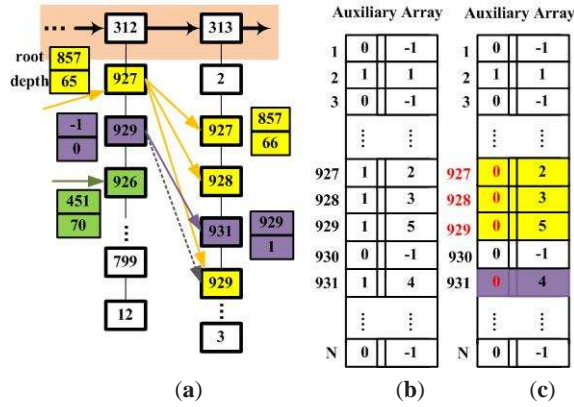 Auxiliary Array Auxiliary Array
... 312 313
root 857
depth 65
927 2
-1
0
929 927
857
66
926 928
451
70
931
929
1
⋮
799 929
12 ⋮
3
1 0 -1
2 1 1
3 0 -1
⋮ ⋮
927 1 2
928 1 3
929 1 5
930 0 -1
931 1 4
⋮ ⋮
N 0 -1
1 0 -1
2 1 1
3 0 -1
⋮ ⋮
927 0 2
928 0 3
929 0 5
930 0 -1
931 0 4
⋮ ⋮
N 0 -1
(a) (b) (c)